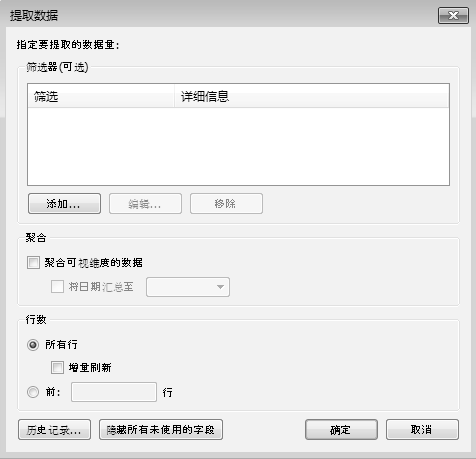 提取数据
指定要提取的数据量：
筛选器(可选)
筛选 详细信息
添加... 编辑... 移除
聚合
聚合可视维度的数据
将日期汇总至
行数
所有行
增量刷新
前： 行
历史记录... 隐藏所有未使用的字段 确定 取消